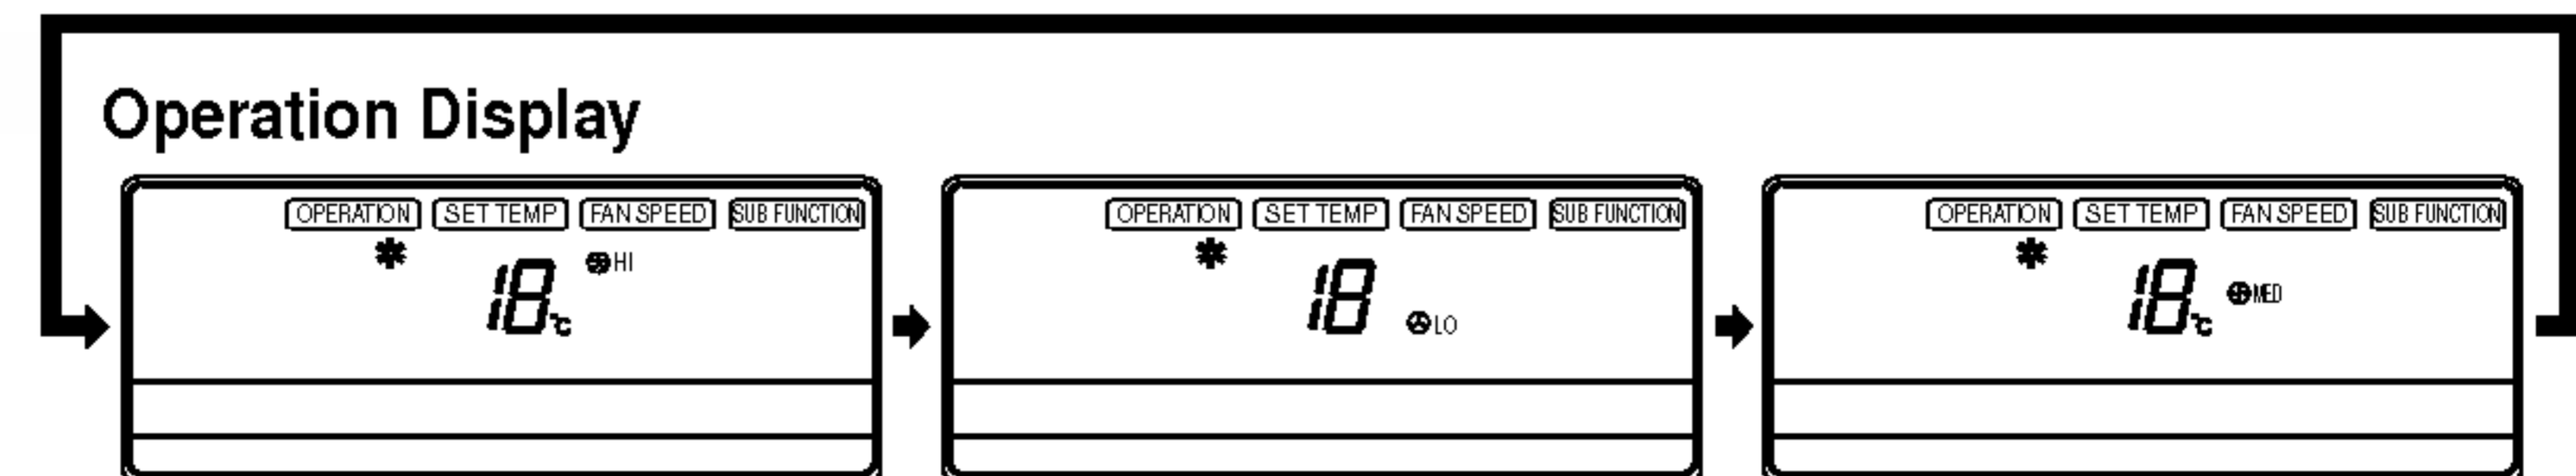 Operation Display
OPERATION SET TEMP FAN SPEED SUB FUNCTION
HI
18°C
OPERATION SET TEMP FAN SPEED SUB FUNCTION
18
LO
OPERATION SET TEMP FAN SPEED SUB FUNCTION
18°C
MED